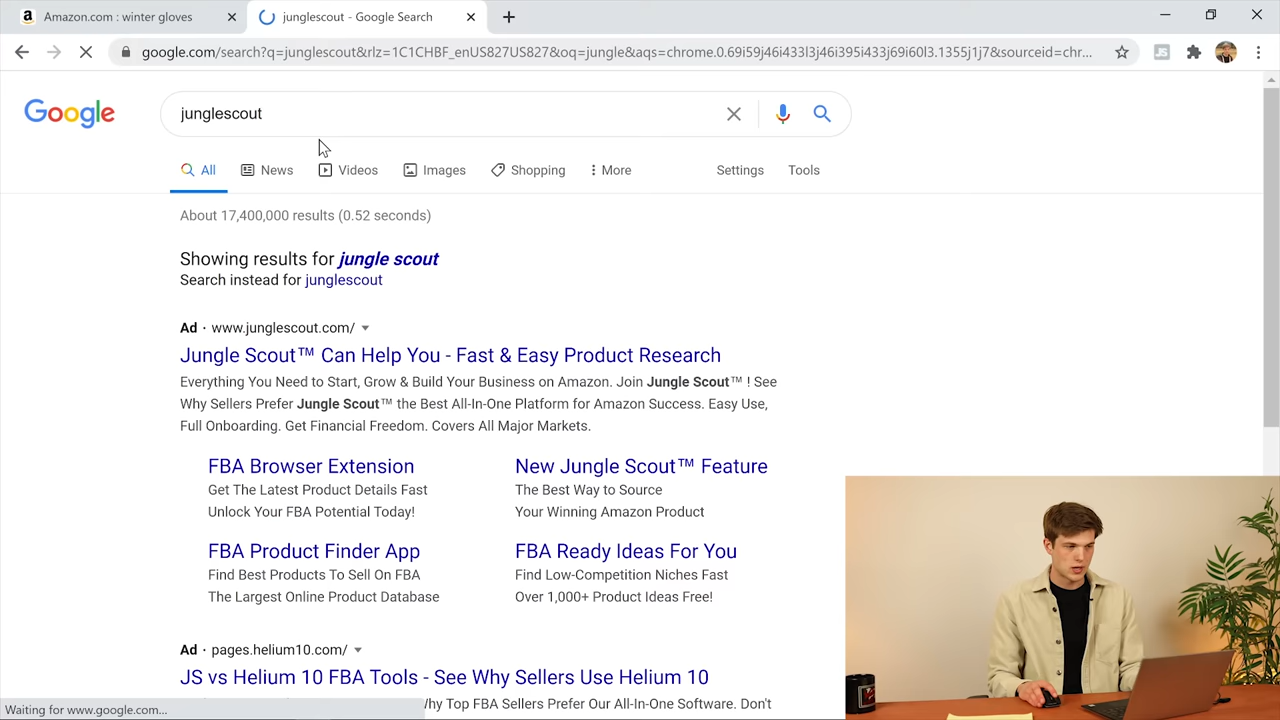 Amazon.com : winter gloves
junglescout - Google Search
google.com/search?q=junglescout&rlz=1C1CHBF_enUS827US827&oq=jungle&aqs=chrome.0.69i59j46i433l3j46i395i433j69i60l3.1355j1j7&sourceid=chr...
JS
Google
junglescout
All
News
Videos
Images
Shopping
More
Settings
Tools
About 17,400,000 results (0.52 seconds)
Showing results for jungle scout
Search instead for junglescout
Ad · www.junglescout.com/
Jungle Scout™ Can Help You - Fast & Easy Product Research
Everything You Need to Start, Grow & Build Your Business on Amazon. Join Jungle Scout™ ! See
Why Sellers Prefer Jungle Scout™ the Best All-In-One Platform for Amazon Success. Easy Use,
Full Onboarding. Get Financial Freedom. Covers All Major Markets.
FBA Browser Extension
Get The Latest Product Details Fast
Unlock Your FBA Potential Today!
New Jungle Scout™ Feature
The Best Way to Source
Your Winning Amazon Product
FBA Product Finder App
Find Best Products To Sell On FBA
The Largest Online Product Database
FBA Ready Ideas For You
Find Low-Competition Niches Fast
Over 1,000+ Product Ideas Free!
Ad · pages.helium10.com/
JS vs Helium 10 FBA Tools - See Why Sellers Use Helium 10
Why Top FBA Sellers Prefer Our All-In-One Software. Don't
Waiting for www.google.com...